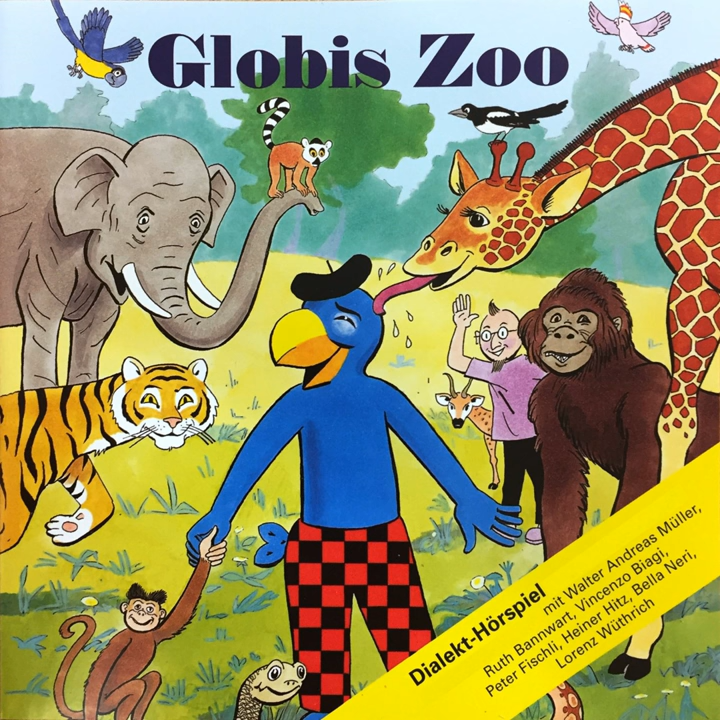 Globis Zoo
Dialekt-Hörspiel
mit Walter Andreas Müller,
Ruth Bannwart, Vincenzo Biagi,
Peter Fischli, Heiner Hitz, Bella Neri,
Lorenz Wüthrich